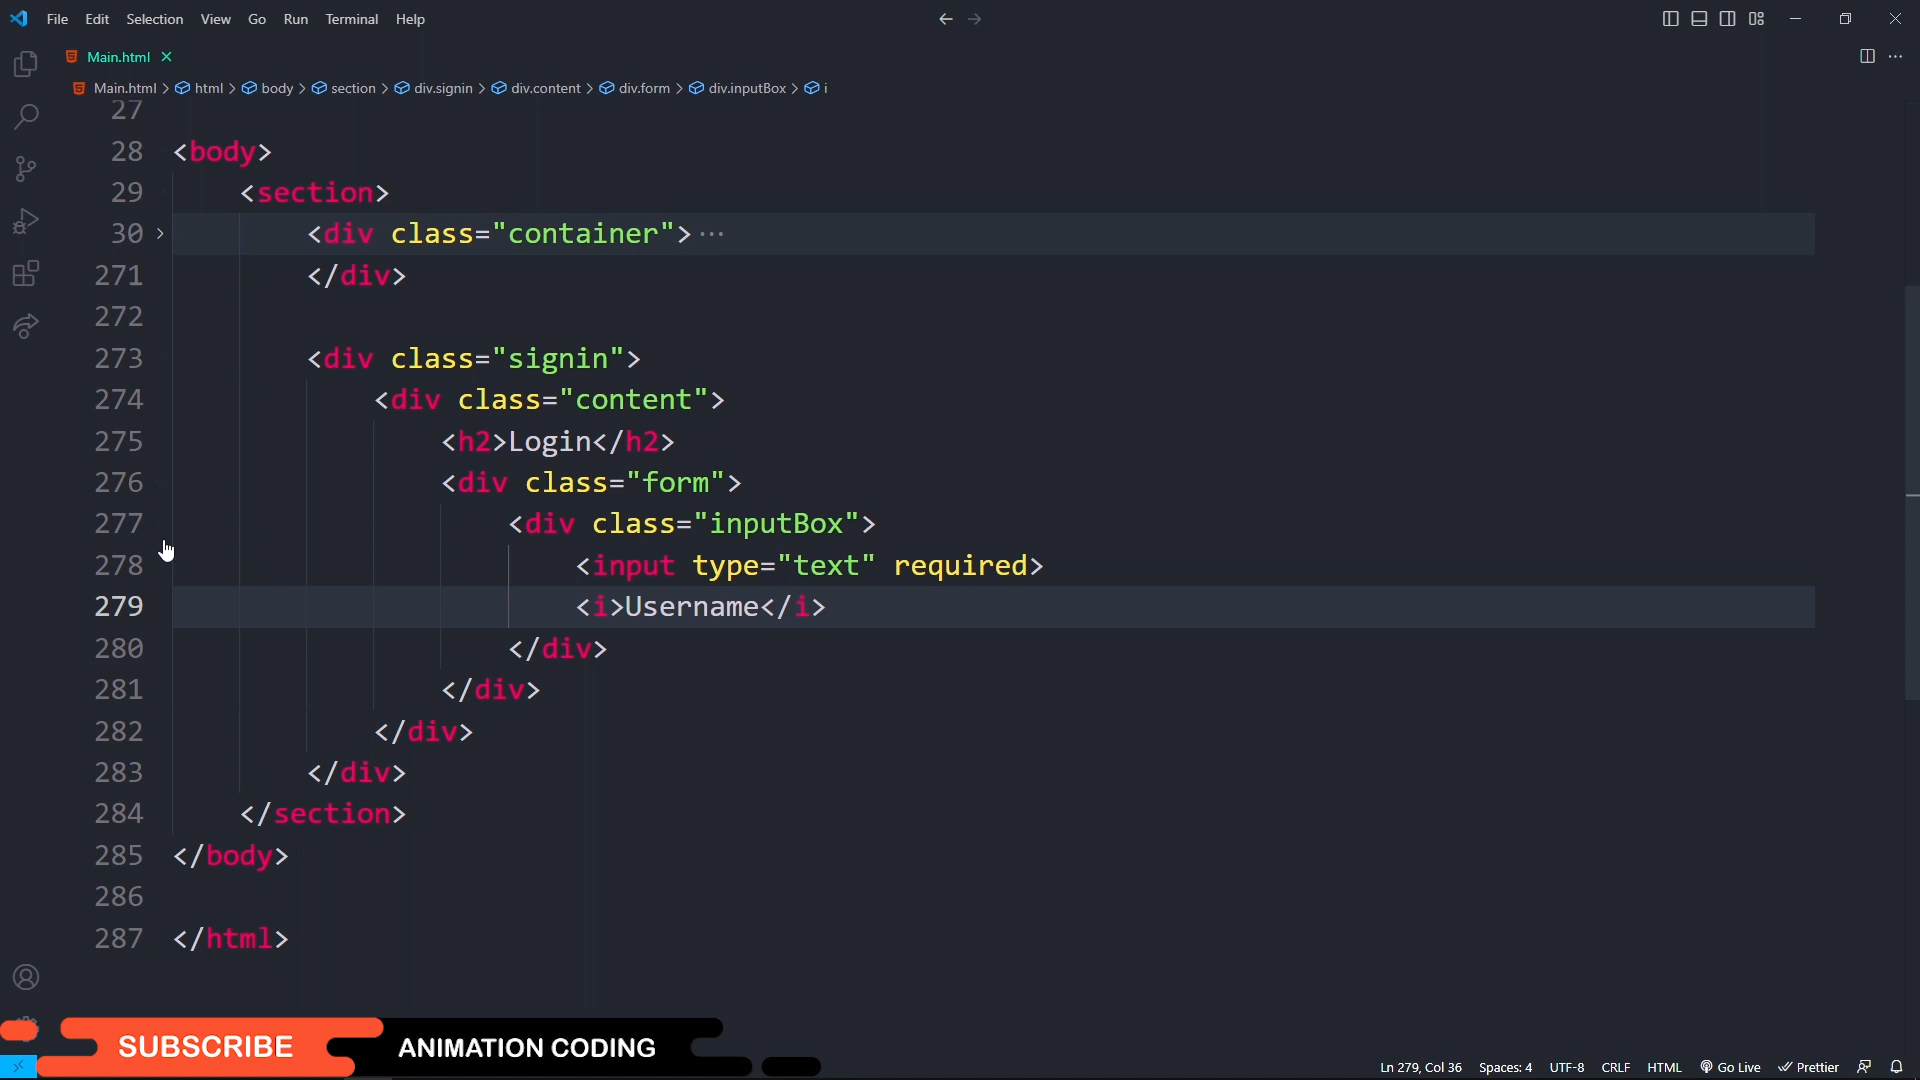 File Edit Selection View Go Run Terminal Help
Main.html
Main.html > html > body > section > div.signin > div.content > div.form > div.inputBox > i
27
28 <body>
29 <section>
30 <div class="container"> ···
271 </div>
272
273 <div class="signin">
274 <div class="content">
275 <h2>Login</h2>
276 <div class="form">
277 <div class="inputBox">
278 <input type="text" required>
279 <i>Username</i>
280 </div>
281 </div>
282 </div>
283 </div>
284 </section>
285 </body>
286
287 </html>
SUBSCRIBE ANIMATION CODING
Ln 279, Col 36 Spaces: 4 UTF-8 CRLF HTML Go Live Prettier